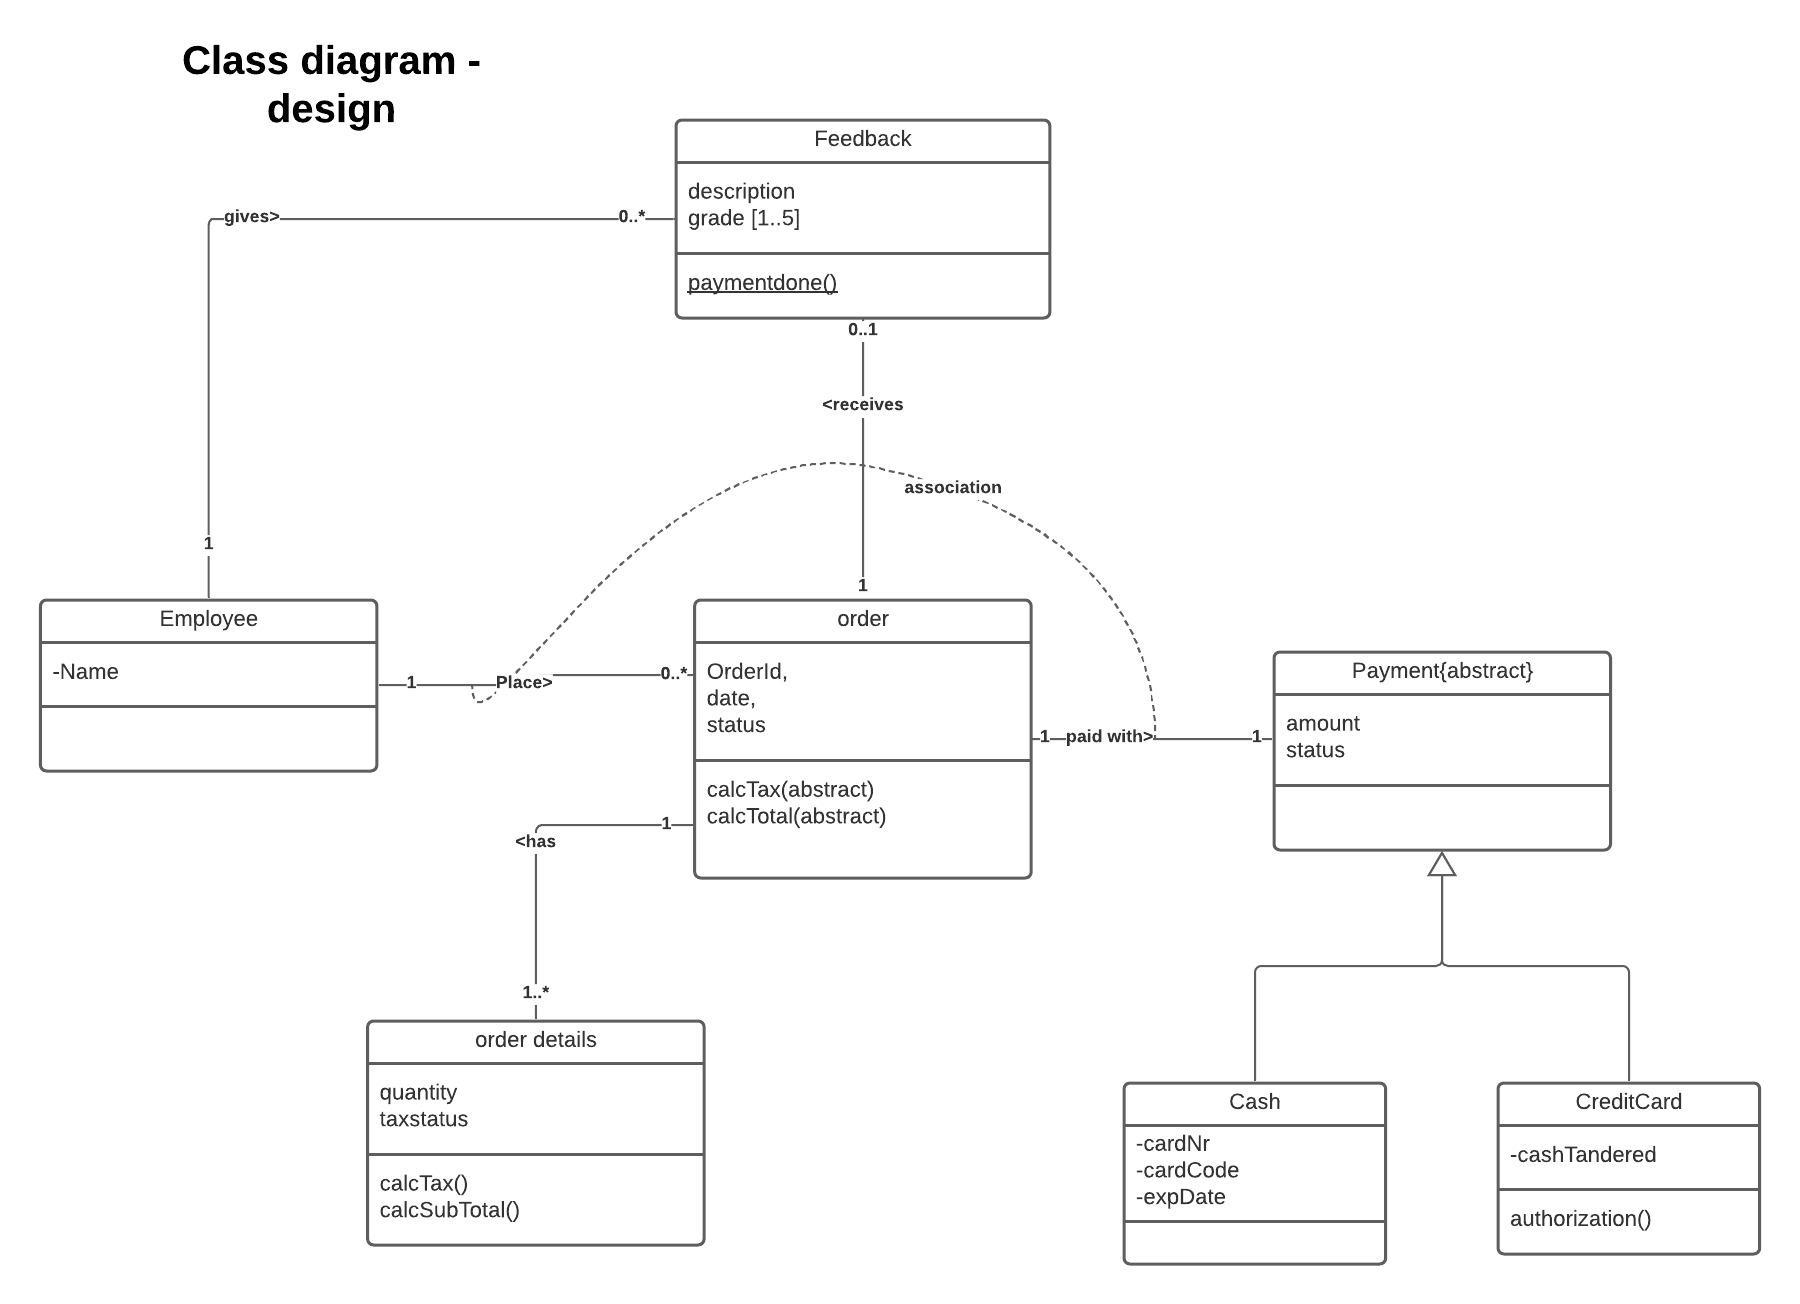 Class diagram -
design
Feedback
description
grade [1..5]
paymentdone()
gives>
0..*
0..1
<receives
association
1
1
Employee
-Name
1
Place>
0..*
order
OrderId,
date,
status
calcTax(abstract)
calcTotal(abstract)
1
paid with>
1
Payment{abstract}
amount
status
1
<has
1..*
order details
quantity
taxstatus
calcTax()
calcSubTotal()
Cash
-cardNr
-cardCode
-expDate
CreditCard
-cashTandered
authorization()